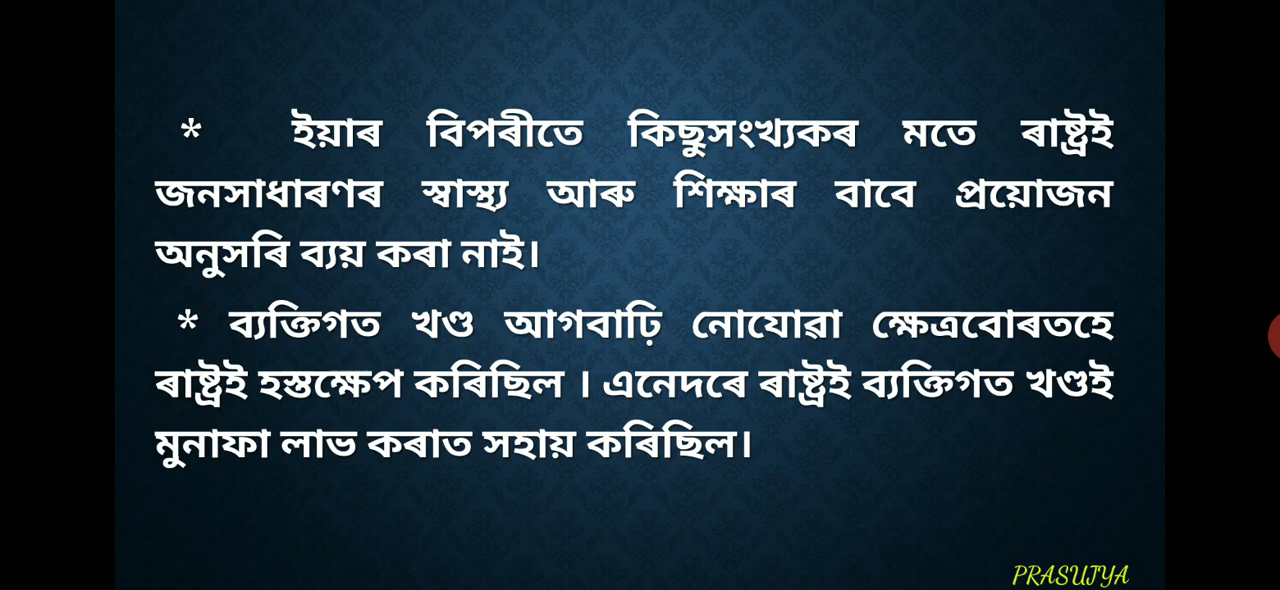 * ইয়াৰ বিপৰীতে কিছুসংখ্যকৰ মতে ৰাষ্ট্ৰই
জনসাধাৰণৰ স্বাস্থ্য আৰু শিক্ষাৰ বাবে প্ৰয়োজন
অনুসৰি ব্যয় কৰা নাই।
* ব্যক্তিগত খণ্ড আগবাঢ়ি নোযোৱা ক্ষেত্ৰবোৰতহে
ৰাষ্ট্ৰই হস্তক্ষেপ কৰিছিল । এনেদৰে ৰাষ্ট্ৰই ব্যক্তিগত খণ্ডই
মুনাফা লাভ কৰাত সহায় কৰিছিল।
PRASUJYA